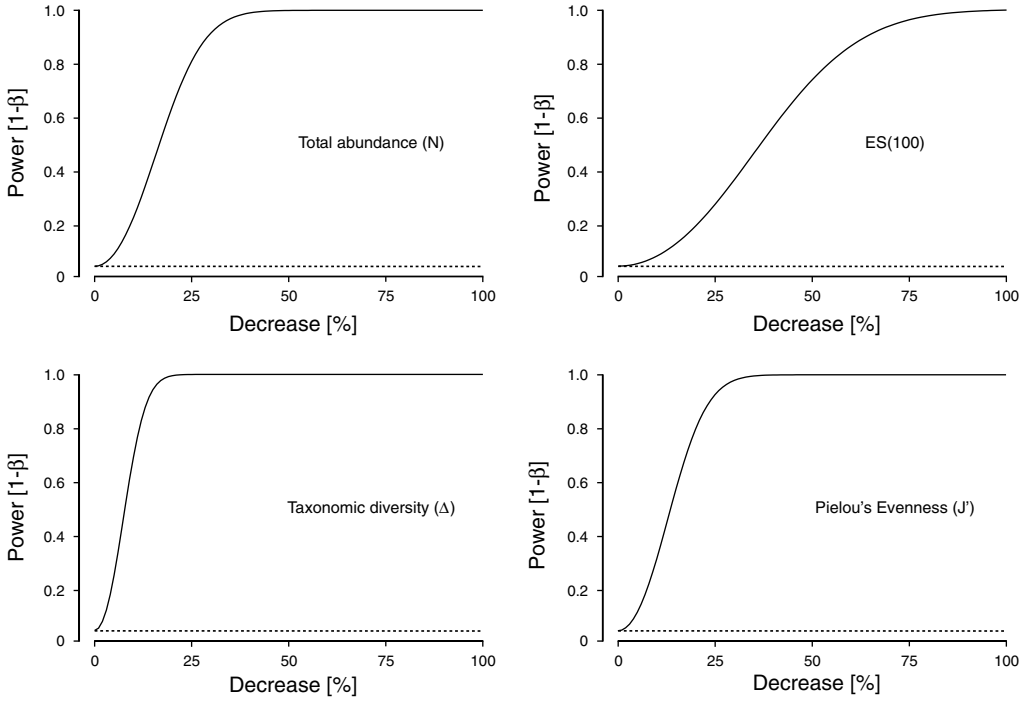 1.0
0.8
0.6
0.4
0.2
0
Power [1-β]
Total abundance (N)
0 25 50 75 100
Decrease [%]
1.0
0.8
0.6
0.4
0.2
0
Power [1-β]
ES(100)
0 25 50 75 100
Decrease [%]
1.0
0.8
0.6
0.4
0.2
0
Power [1-β]
Taxonomic diversity (Δ)
0 25 50 75 100
Decrease [%]
1.0
0.8
0.6
0.4
0.2
0
Power [1-β]
Pielou's Evenness (J')
0 25 50 75 100
Decrease [%]